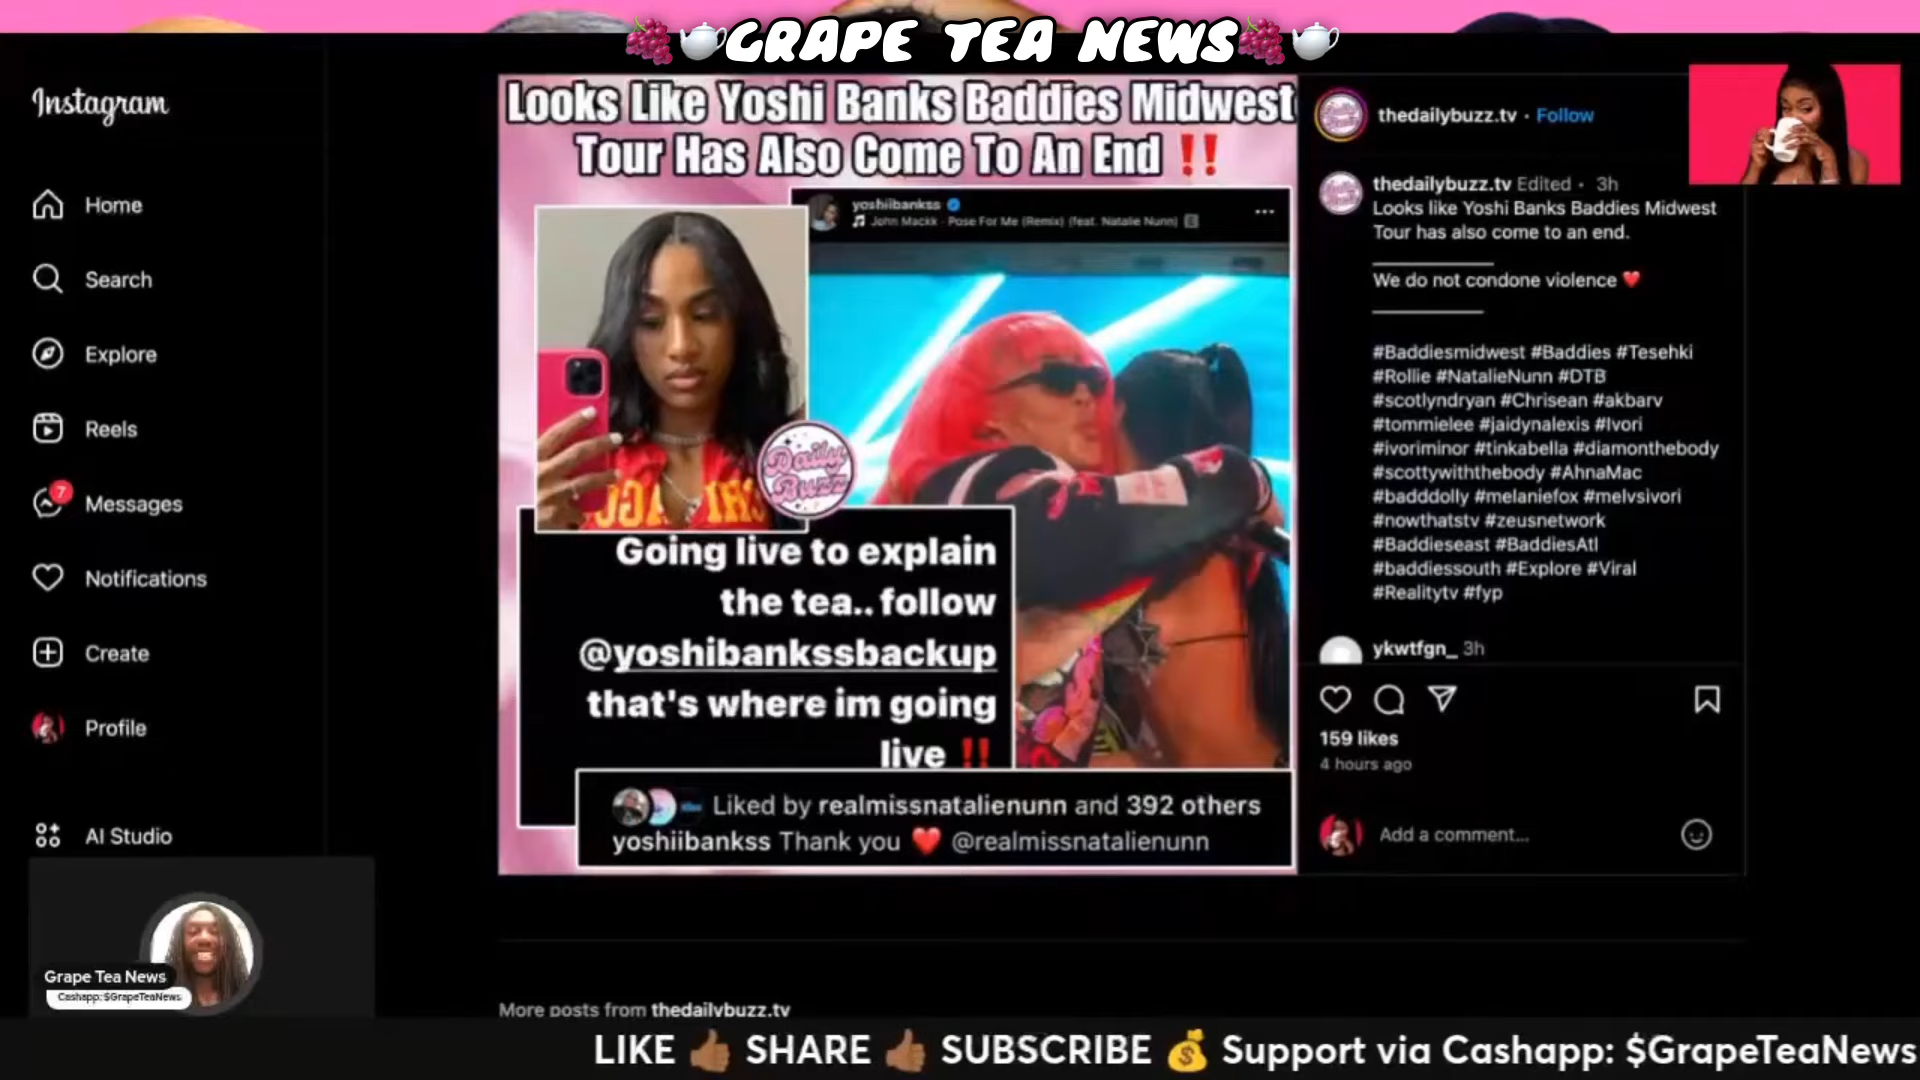 🍇🫖GRAPE TEA NEWS🍇🫖
Instagram
Home
Search
Explore
Reels
7
Messages
Notifications
Create
Profile
AI Studio
Looks Like Yoshi Banks Baddies Midwest
Tour Has Also Come To An End ‼️
yoshiibankss
John Mackk - Pose For Me (Remix) (feat. Natalie Nunn)
Daily
Buzz
Going live to explain
the tea.. follow
@yoshibankssbackup
that's where im going
live ‼️
Liked by realmissnatalienunn and 392 others
yoshiibankss Thank you ❤️ @realmissnatalienunn
thedailybuzz.tv • Follow
thedailybuzz.tv Edited • 3h
Looks like Yoshi Banks Baddies Midwest
Tour has also come to an end.
We do not condone violence ❤️
#Baddiesmidwest #Baddies #Tesehki
#Rollie #NatalieNunn #DTB
#scotlyndryan #Chrisean #akbarv
#tommielee #jaidynalexis #Ivori
#ivoriminor #tinkabella #diamonthebody
#scottywiththebody #AhnaMac
#badddolly #melaniefox #melvsivori
#nowthatstv #zeusnetwork
#Baddieseast #BaddiesAtl
#baddiessouth #Explore #Viral
#Realitytv #fyp
ykwtfgn_ 3h
159 likes
4 hours ago
Add a comment...
Grape Tea News
Cashapp: $GrapeTeaNews
More posts from thedailybuzz.tv
LIKE 👍🏾 SHARE 👍🏾 SUBSCRIBE 💰 Support via Cashapp: $GrapeTeaNews